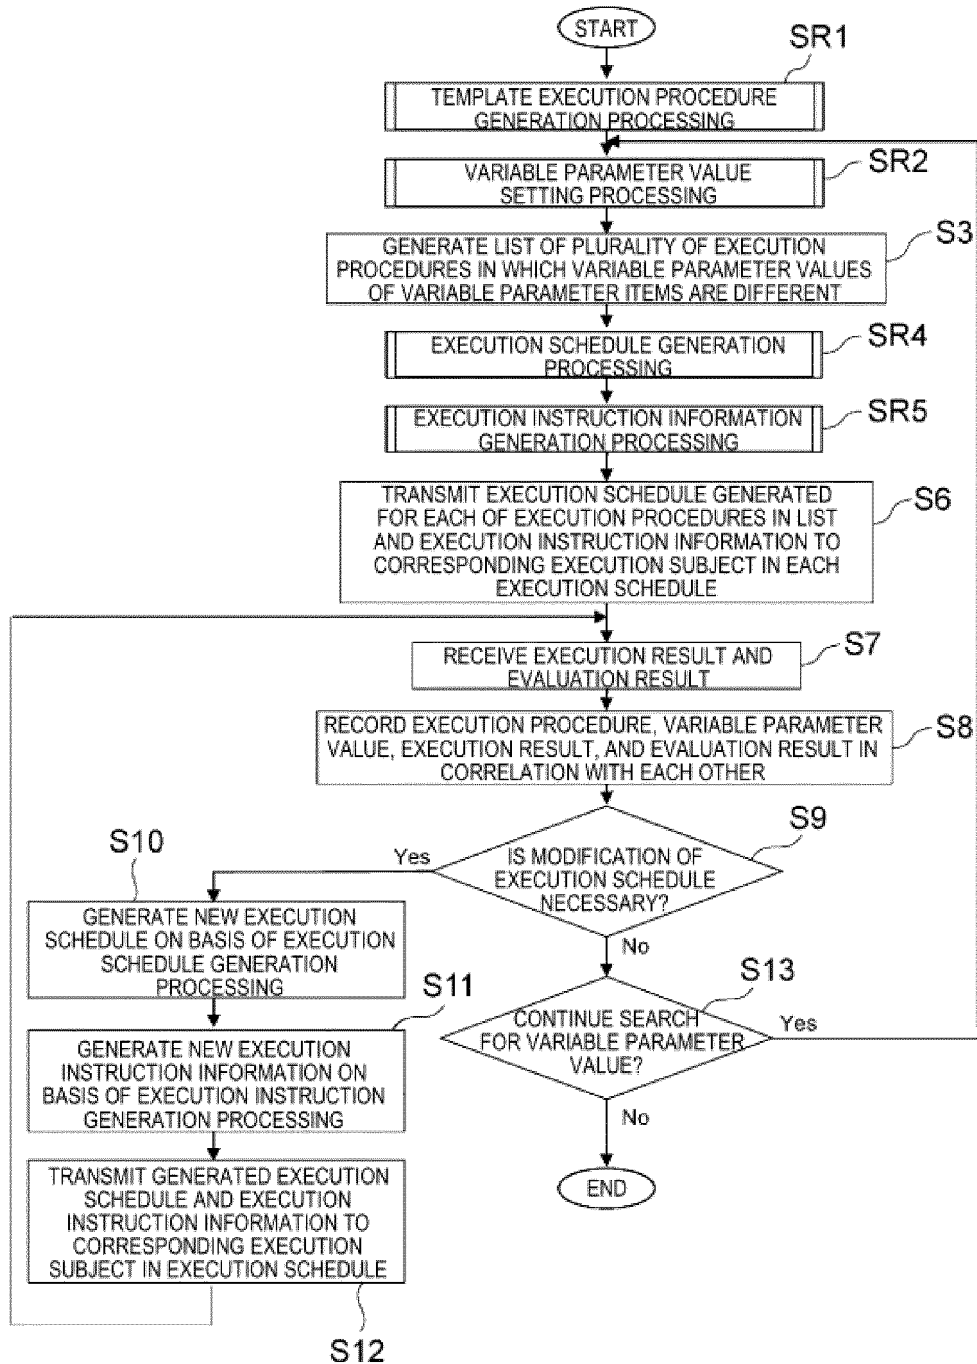 START
SR1
TEMPLATE EXECUTION PROCEDURE
GENERATION PROCESSING
SR2
VARIABLE PARAMETER VALUE
SETTING PROCESSING
S3
GENERATE LIST OF PLURALITY OF EXECUTION
PROCEDURES IN WHICH VARIABLE PARAMETER VALUES
OF VARIABLE PARAMETER ITEMS ARE DIFFERENT
SR4
EXECUTION SCHEDULE GENERATION
PROCESSING
SR5
EXECUTION INSTRUCTION INFORMATION
GENERATION PROCESSING
S6
TRANSMIT EXECUTION SCHEDULE GENERATED
FOR EACH OF EXECUTION PROCEDURES IN LIST
AND EXECUTION INSTRUCTION INFORMATION TO
CORRESPONDING EXECUTION SUBJECT IN EACH
EXECUTION SCHEDULE
S7
RECEIVE EXECUTION RESULT AND
EVALUATION RESULT
S8
RECORD EXECUTION PROCEDURE, VARIABLE PARAMETER
VALUE, EXECUTION RESULT, AND EVALUATION RESULT IN
CORRELATION WITH EACH OTHER
S9
IS MODIFICATION OF
EXECUTION SCHEDULE
NECESSARY?
Yes
No
S10
GENERATE NEW EXECUTION
SCHEDULE ON BASIS OF EXECUTION
SCHEDULE GENERATION
PROCESSING
S11
GENERATE NEW EXECUTION
INSTRUCTION INFORMATION ON
BASIS OF EXECUTION INSTRUCTION
GENERATION PROCESSING
TRANSMIT GENERATED EXECUTION
SCHEDULE AND EXECUTION
INSTRUCTION INFORMATION TO
CORRESPONDING EXECUTION
SUBJECT IN EXECUTION SCHEDULE
S12
S13
CONTINUE SEARCH
FOR VARIABLE PARAMETER
VALUE?
Yes
No
END